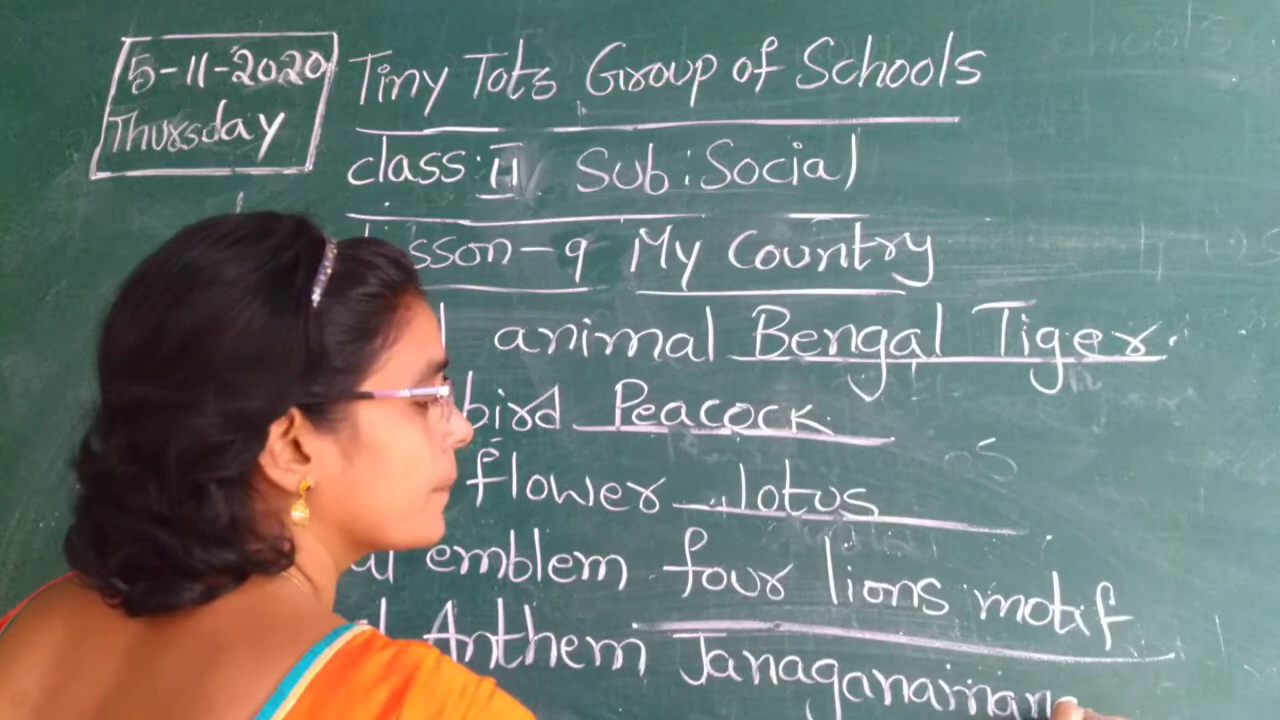 5-11-2020
Thursday
Tiny Tots Group of Schools
class: II Sub: Social
Lesson-9 My Country
animal Bengal Tiger.
bird Peacock.
flower lotus
emblem four lions motif
Anthem Janaganamana